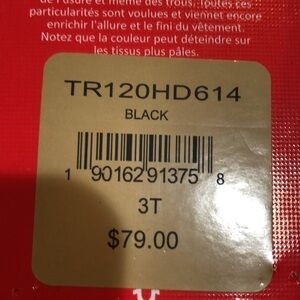 de l'usure et même des trous. Toutes ces
particularités sont voulues et viennent encore
enrichir l'allure et le fini du vêtement.
Notez que la couleur peut déteindre sur
les tissus plus pâles.
TR120HD614
BLACK
1 90162 91375 8
3T
$79.00